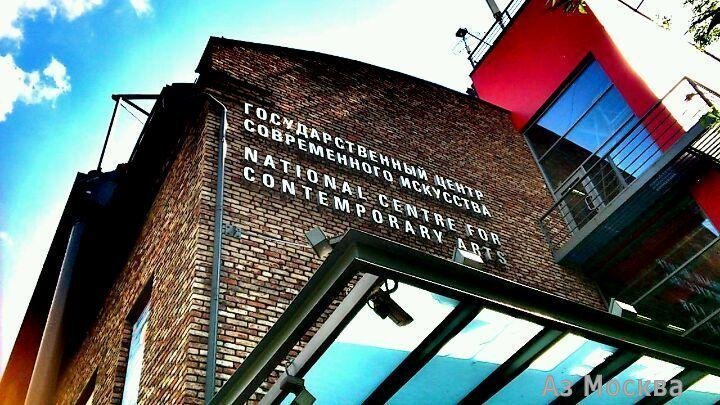 ГОСУДАРСТВЕННЫЙ ЦЕНТР
СОВРЕМЕННОГО ИСКУССТВА
NATIONAL CENTRE FOR
CONTEMPORARY ARTS
Аз Москва